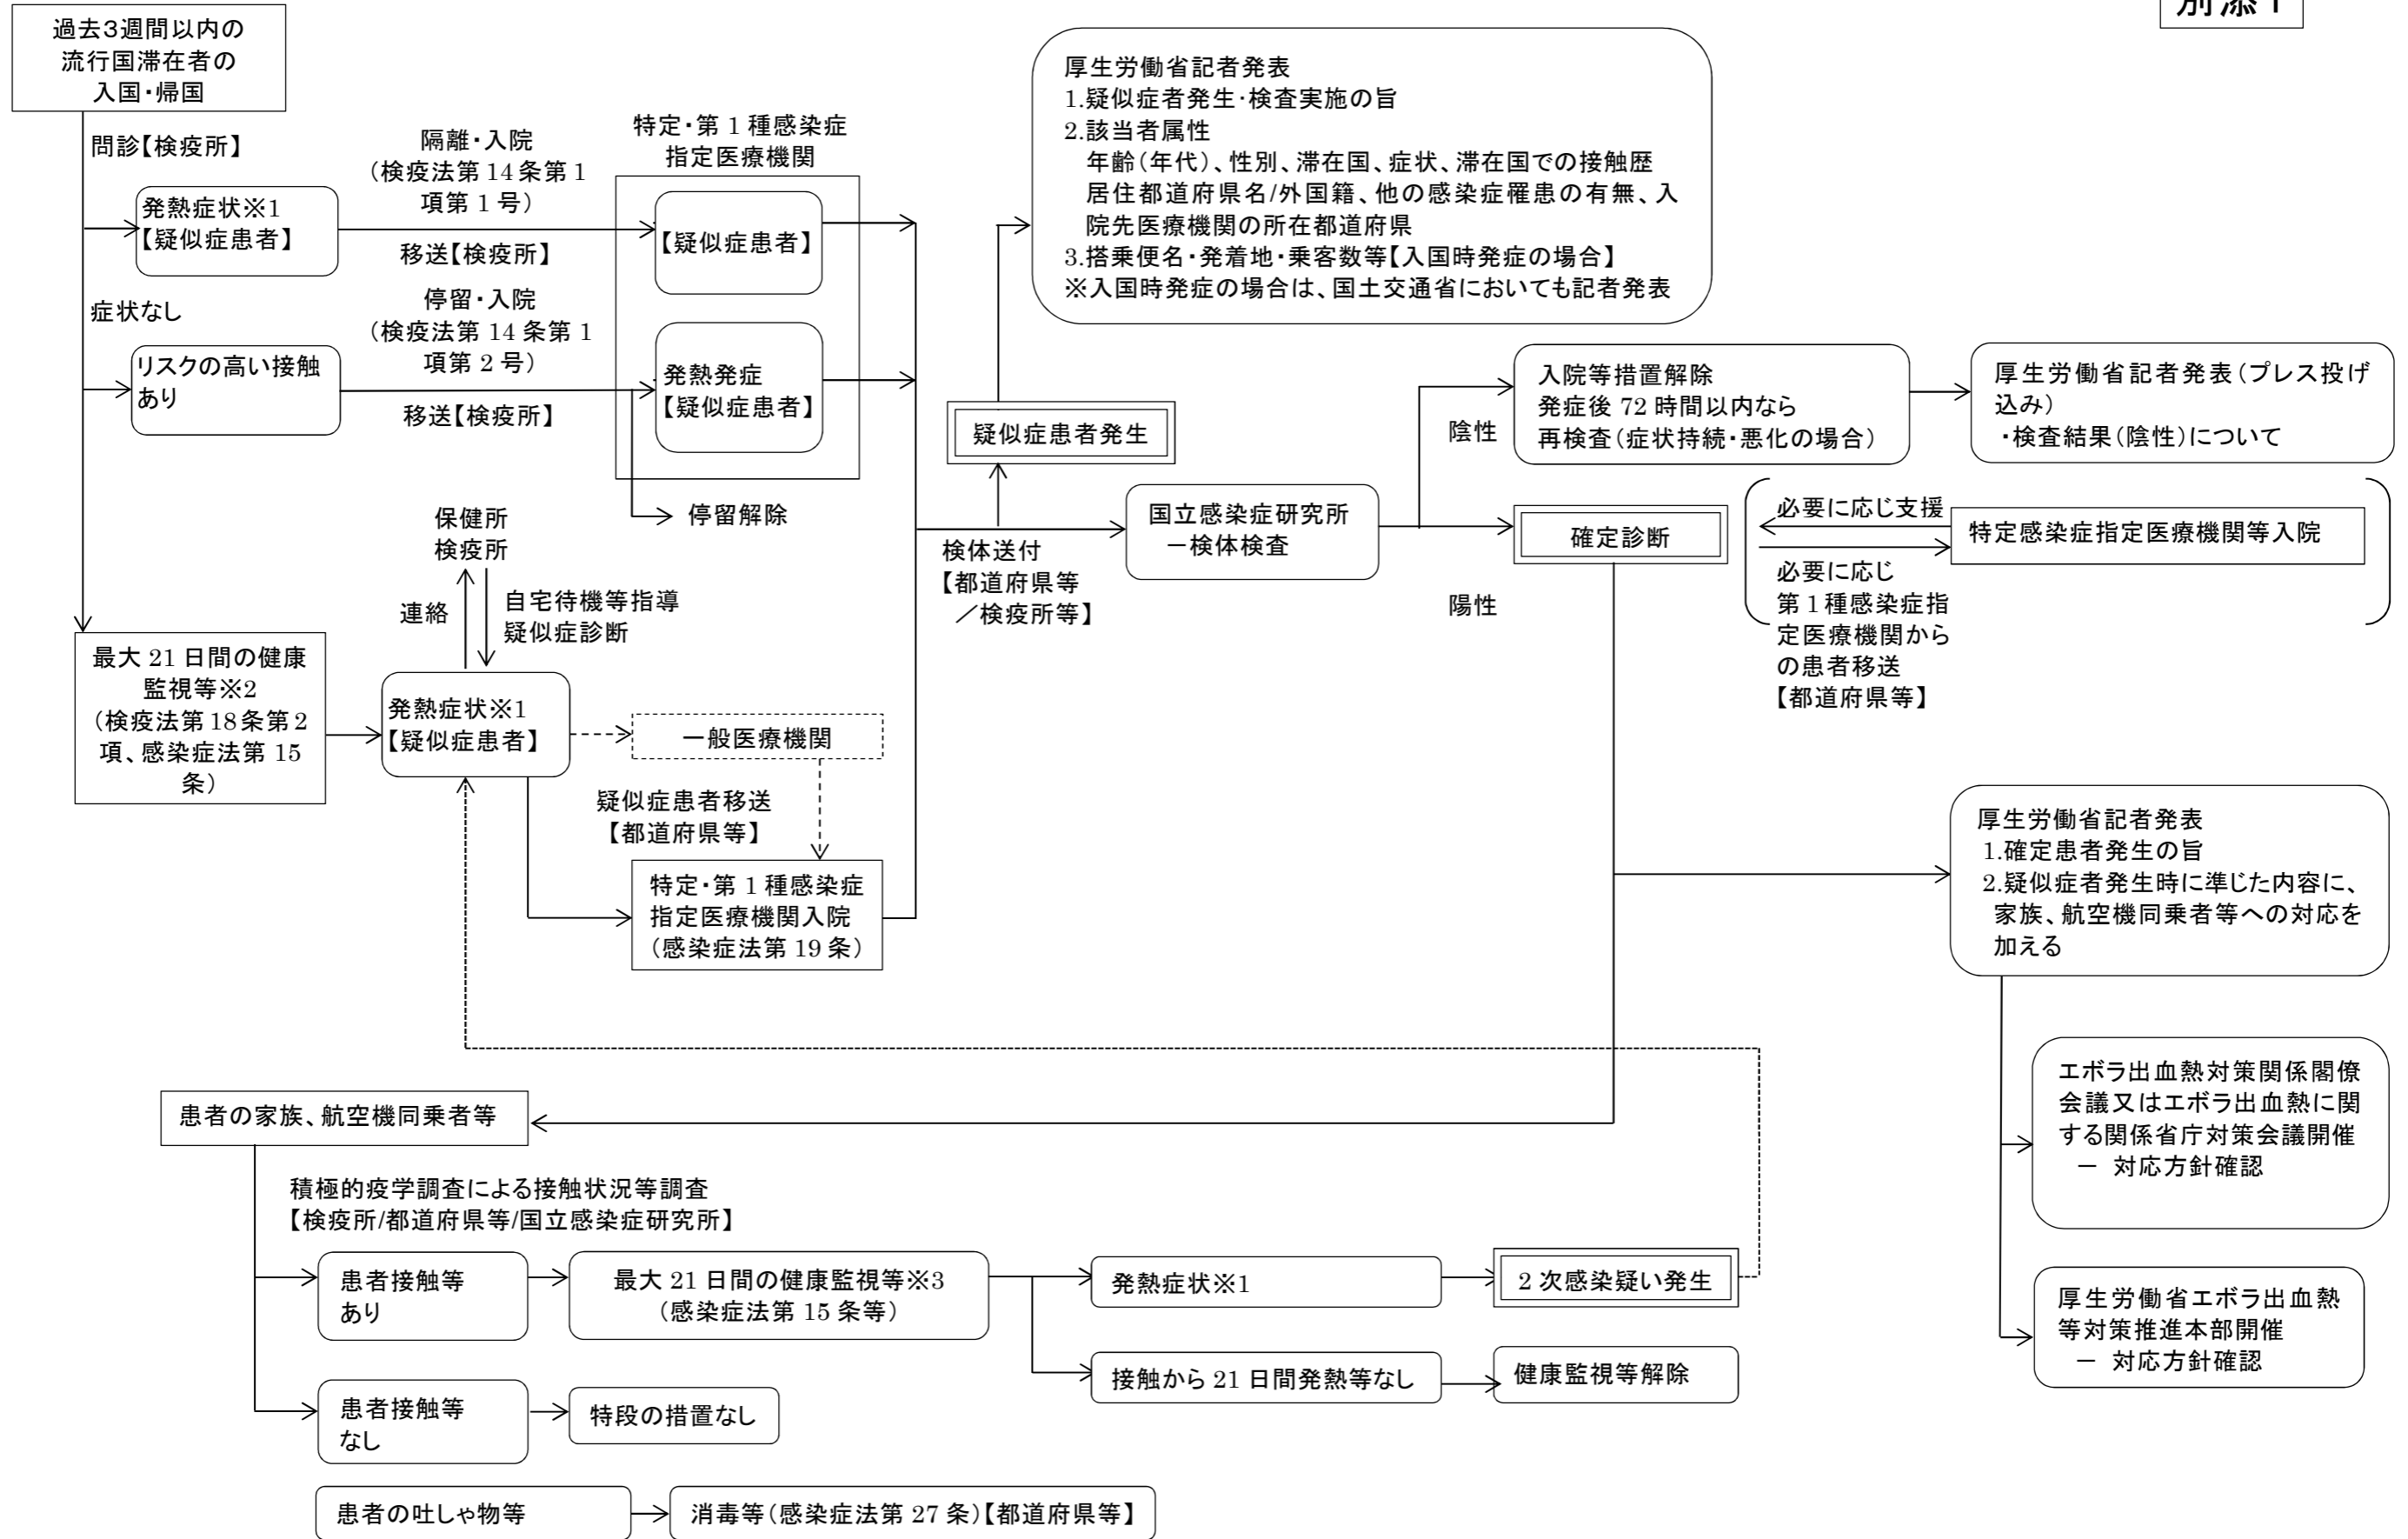 別添1
過去3週間以内の
流行国滞在者の
入国・帰国
問診【検疫所】
発熱症状※1
【疑似症患者】
隔離・入院
(検疫法第 14 条第 1
項第 1 号)
移送【検疫所】
特定・第 1 種感染症
指定医療機関
【疑似症患者】
症状なし
リスクの高い接触
あり
停留・入院
(検疫法第 14 条第 1
項第 2 号)
移送【検疫所】
発熱発症
【疑似症患者】
停留解除
厚生労働省記者発表
1.疑似症者発生・検査実施の旨
2.該当者属性
年齢(年代)、性別、滞在国、症状、滞在国での接触歴
居住都道府県名/外国籍、他の感染症罹患の有無、入
院先医療機関の所在都道府県
3.搭乗便名・発着地・乗客数等【入国時発症の場合】
※入国時発症の場合は、国土交通省においても記者発表
疑似症患者発生
検体送付
【都道府県等
／検疫所等】
国立感染症研究所
－検体検査
陰性
入院等措置解除
発症後 72 時間以内なら
再検査(症状持続・悪化の場合)
厚生労働省記者発表(プレス投げ
込み)
・検査結果(陰性)について
陽性
確定診断
必要に応じ支援
特定感染症指定医療機関等入院
必要に応じ
第 1 種感染症指
定医療機関から
の患者移送
【都道府県等】
保健所
検疫所
連絡
自宅待機等指導
疑似症診断
最大 21 日間の健康
監視等※2
(検疫法第 18 条第 2
項、感染症法第 15
条)
発熱症状※1
【疑似症患者】
一般医療機関
疑似症患者移送
【都道府県等】
特定・第 1 種感染症
指定医療機関入院
(感染症法第 19 条)
厚生労働省記者発表
1.確定患者発生の旨
2.疑似症者発生時に準じた内容に、
家族、航空機同乗者等への対応を
加える
エボラ出血熱対策関係閣僚
会議又はエボラ出血熱に関
する関係省庁対策会議開催
－ 対応方針確認
厚生労働省エボラ出血熱
等対策推進本部開催
－ 対応方針確認
患者の家族、航空機同乗者等
積極的疫学調査による接触状況等調査
【検疫所/都道府県等/国立感染症研究所】
患者接触等
あり
最大 21 日間の健康監視等※3
(感染症法第 15 条等)
発熱症状※1
2 次感染疑い発生
接触から 21 日間発熱等なし
健康監視等解除
患者接触等
なし
特段の措置なし
患者の吐しゃ物等
消毒等(感染症法第 27 条)【都道府県等】